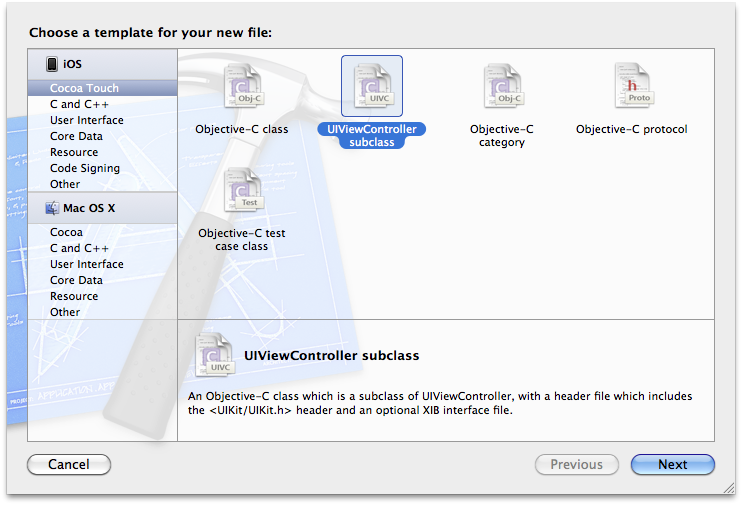 Choose a template for your new file:
iOS
Cocoa Touch
C and C++
User Interface
Core Data
Resource
Code Signing
Other
Mac OS X
Cocoa
C and C++
User Interface
Core Data
Resource
Other
Obj-C
Objective-C class
UIVC
UIViewController
subclass
Obj-C
Objective-C
category
Proto
Objective-C protocol
Test
Objective-C test
case class
UIVC
UIViewController subclass
An Objective-C class which is a subclass of UIViewController, with a header file which includes
the <UIKit/UIKit.h> header and an optional XIB interface file.
Cancel
Previous
Next